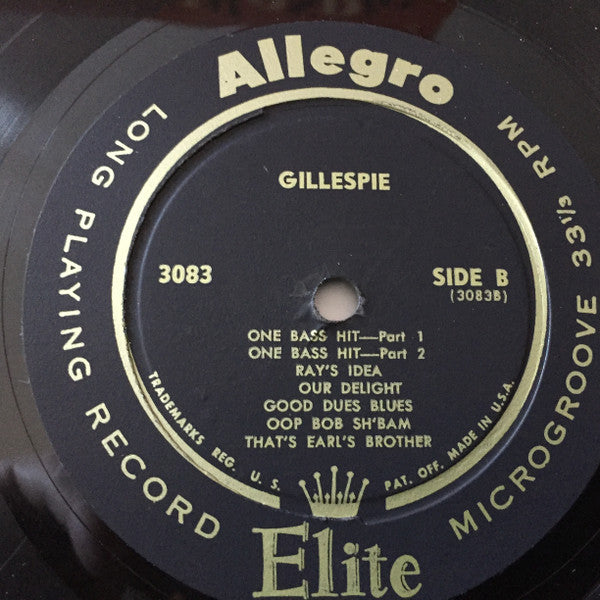 Allegro
LONG PLAYING RECORD
MICROGROOVE 33 1/3 RPM
GILLESPIE
3083
SIDE B
(3083B)
ONE BASS HIT—Part 1
ONE BASS HIT—Part 2
RAY'S IDEA
OUR DELIGHT
GOOD DUES BLUES
OOP BOB SH'BAM
THAT'S EARL'S BROTHER
TRADEMARKS REG. U. S. PAT. OFF. MADE IN U.S.A.
Elite